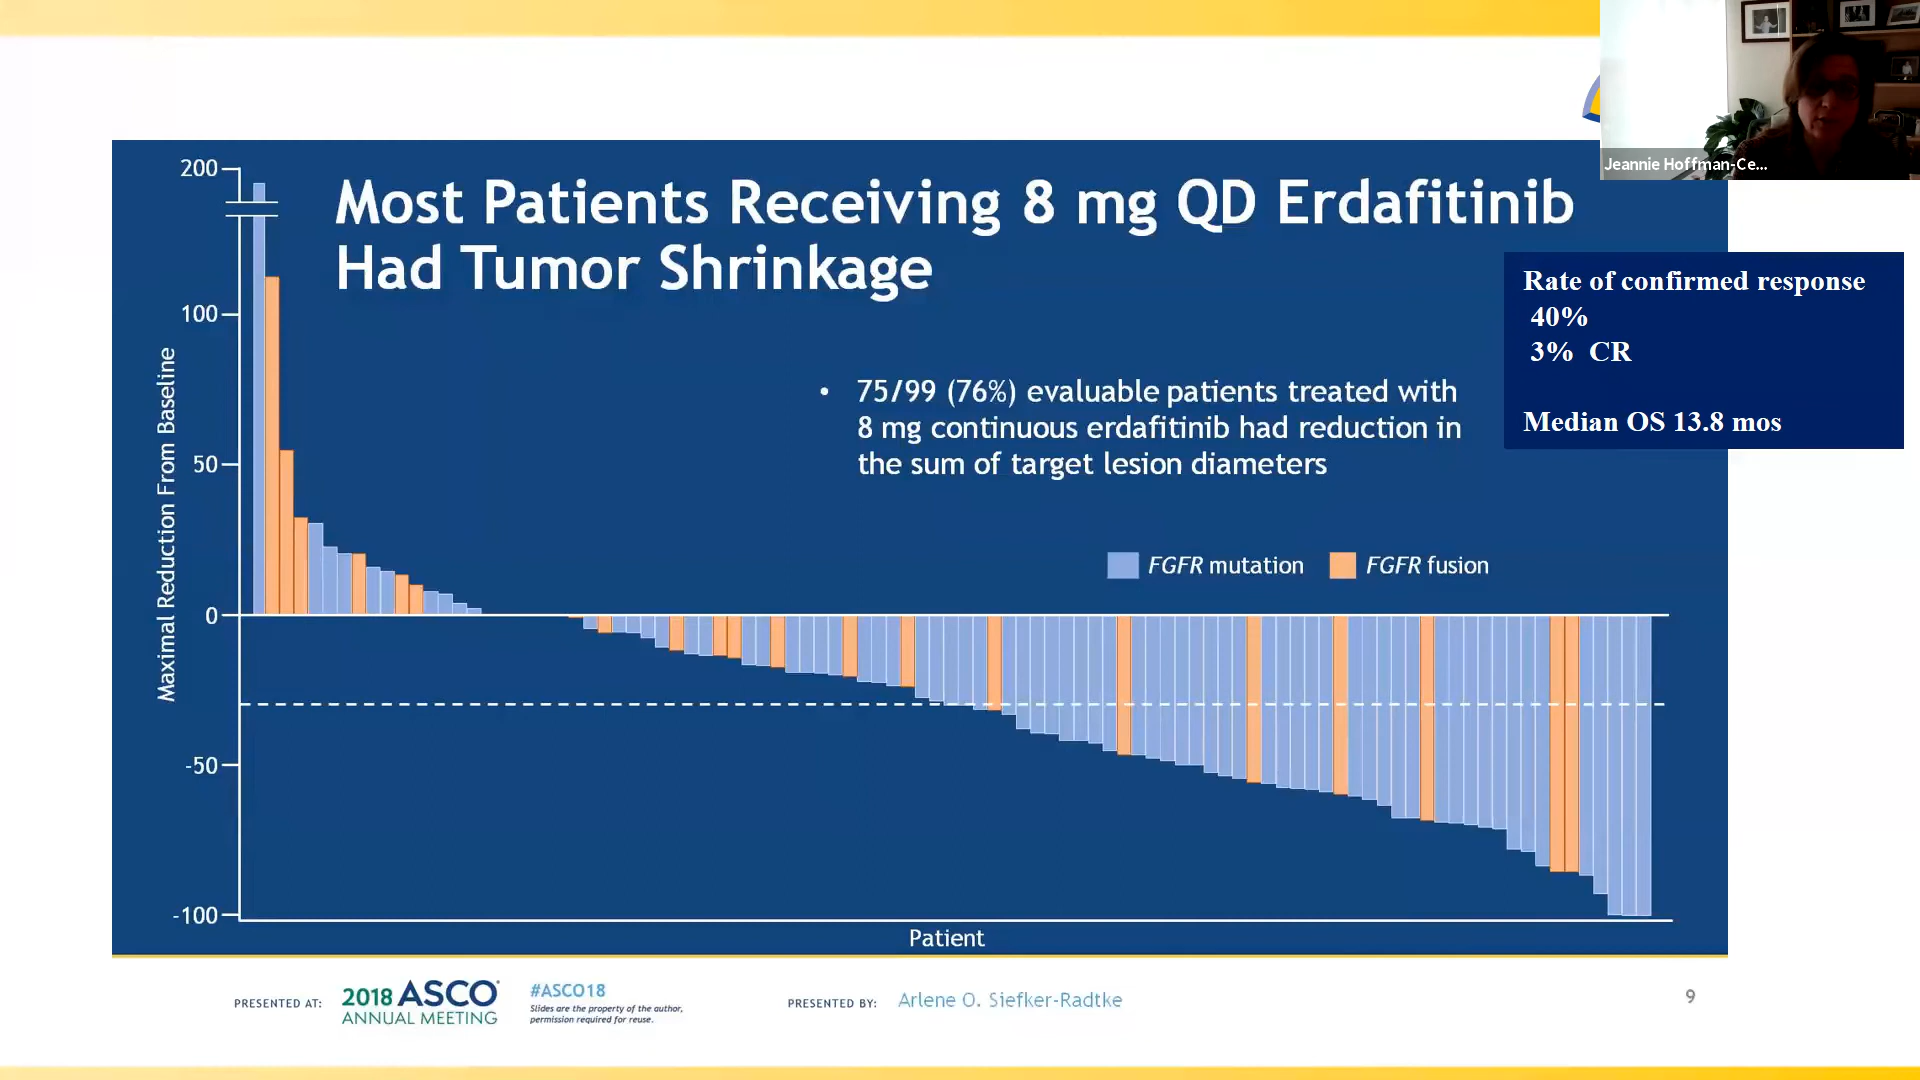 Jeannie Hoffman-Ce...
Most Patients Receiving 8 mg QD Erdafitinib
Had Tumor Shrinkage
Rate of confirmed response
40%
3% CR
Median OS 13.8 mos
• 75/99 (76%) evaluable patients treated with
8 mg continuous erdafitinib had reduction in
the sum of target lesion diameters
FGFR mutation
FGFR fusion
Maximal Reduction From Baseline
200
100
50
0
-50
-100
Patient
PRESENTED AT:
2018 ASCO
ANNUAL MEETING
#ASCO18
Slides are the property of the author,
permission required for reuse.
PRESENTED BY: Arlene O. Siefker-Radtke
9